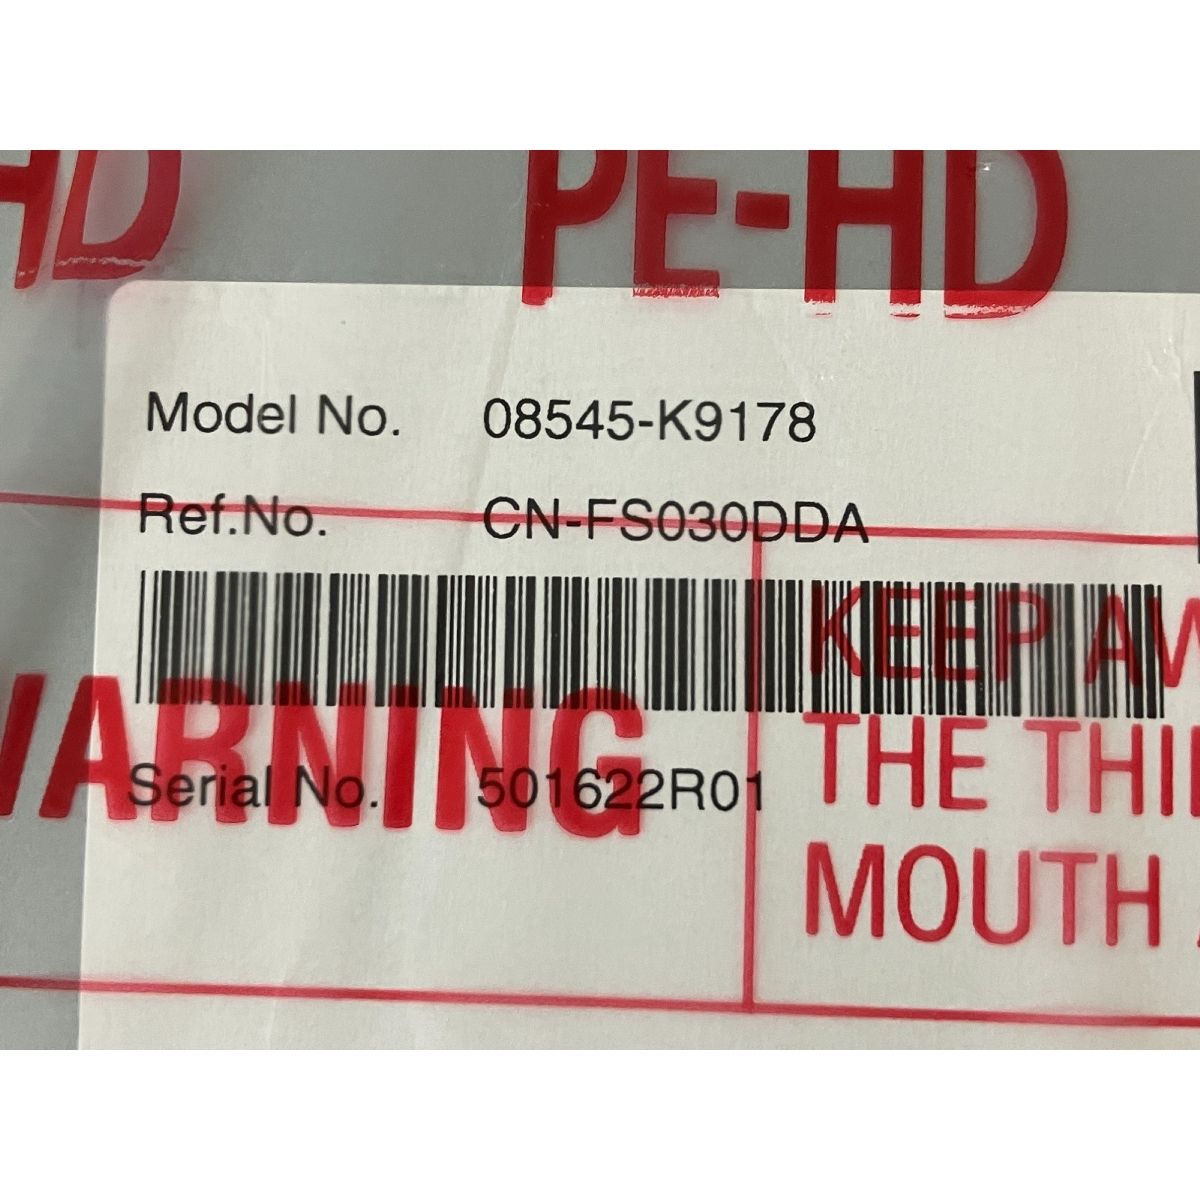 HD PE-HD
Model No. 08545-K9178
Ref.No. CN-FS030DDA
KEEP AW
WARNING
THE THI
Serial No. 501622R01
MOUTH